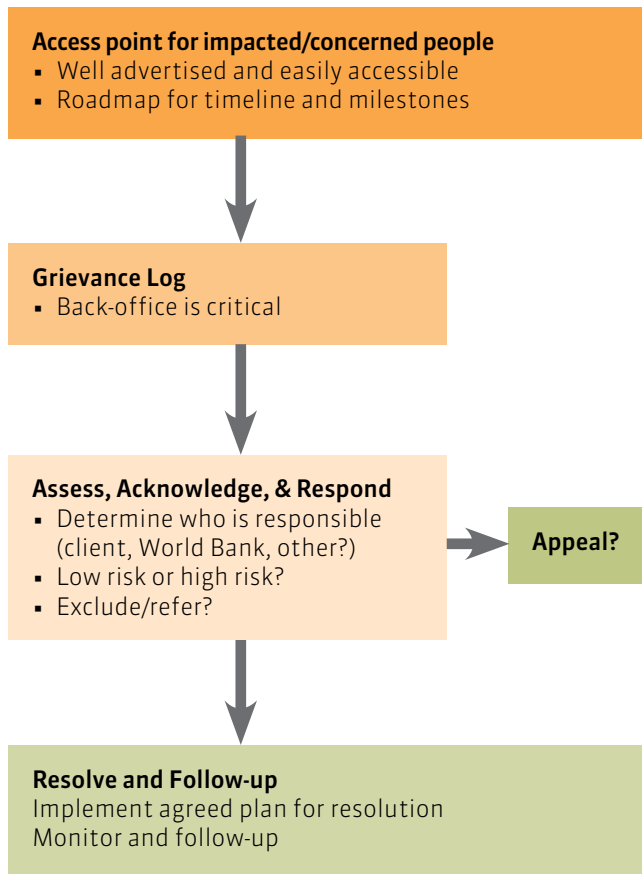 Access point for impacted/concerned people
▪ Well advertised and easily accessible
▪ Roadmap for timeline and milestones
Grievance Log
▪ Back-office is critical
Assess, Acknowledge, & Respond
▪ Determine who is responsible
(client, World Bank, other?)
▪ Low risk or high risk?
▪ Exclude/refer?
Appeal?
Resolve and Follow-up
Implement agreed plan for resolution
Monitor and follow-up